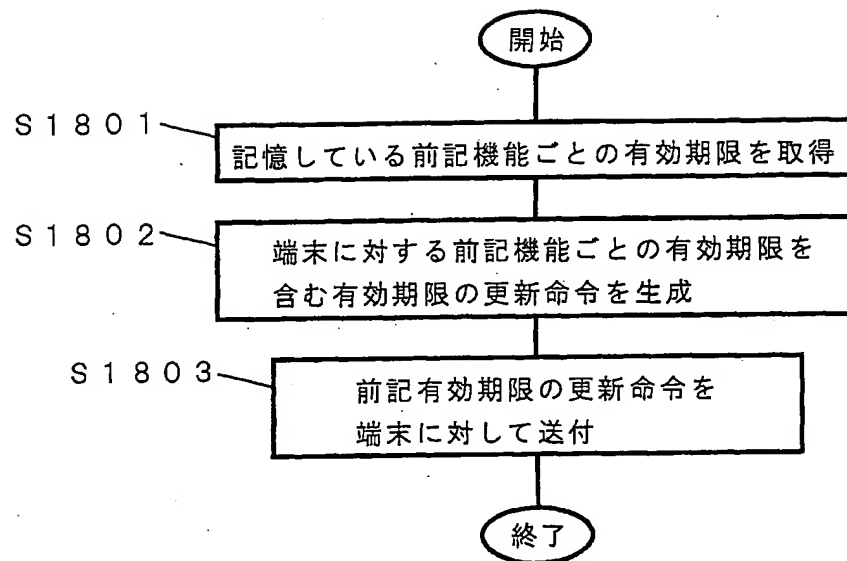 開始
S1801
記憶している前記機能ごとの有効期限を取得
S1802
端末に対する前記機能ごとの有効期限を
含む有効期限の更新命令を生成
S1803
前記有効期限の更新命令を
端末に対して送付
終了